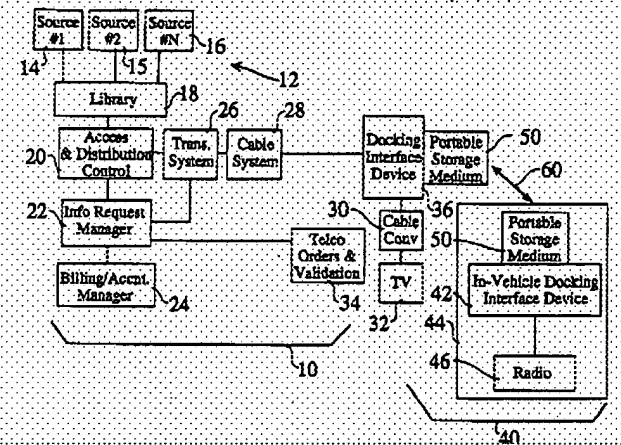 Source #1
Source #2
Source #N
16
14
15
12
Library
18
26
28
Access & Distribution Control
20
Trans. System
Cable System
Docking Interface Device
Portable Storage Medium
50
60
36
22
Info Request Manager
30
Cable Conv
Telco Orders & Validation
34
TV
32
Billing/Accnt. Manager
24
Portable Storage Medium
50
42
In-Vehicle Docking Interface Device
44
46
Radio
10
40